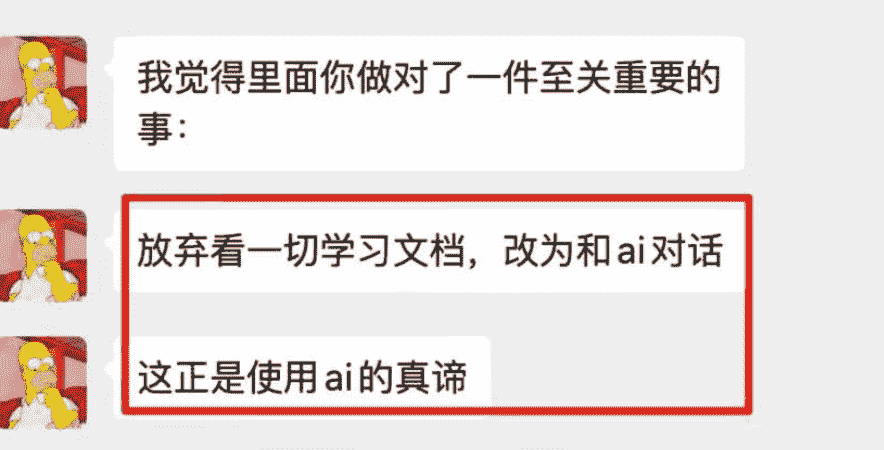 我觉得里面你做对了一件至关重要的
事：
放弃看一切学习文档，改为和ai对话
这正是使用ai的真谛